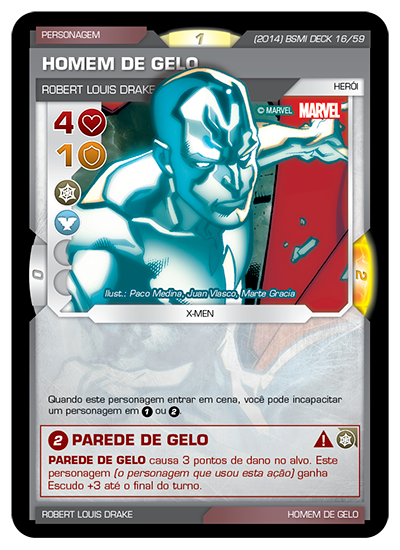 PERSONAGEM
1
(2014) BSMI DECK 16/59
HOMEM DE GELO
ROBERT LOUIS DRAKE
HERÓI
© MARVEL MARVEL
4
1
0
2
Ilust.: Paco Medina, Juan Vlasco, Marte Gracia
X-MEN
Quando este personagem entrar em cena, você pode incapacitar
um personagem em 1 ou 2.
2 PAREDE DE GELO
PAREDE DE GELO causa 3 pontos de dano no alvo. Este
personagem (o personagem que usou esta ação) ganha
Escudo +3 até o final do turno.
ROBERT LOUIS DRAKE
HOMEM DE GELO